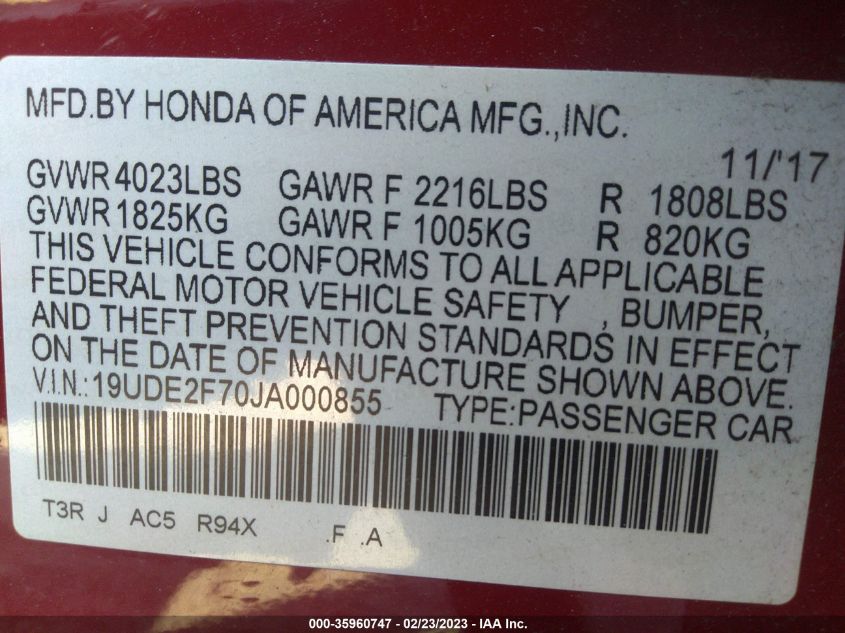 MFD.BY HONDA OF AMERICA MFG.,INC.
11/'17
GVWR 4023LBS GAWR F 2216LBS R 1808LBS
GVWR 1825KG GAWR F 1005KG R 820KG
THIS VEHICLE CONFORMS TO ALL APPLICABLE
FEDERAL MOTOR VEHICLE SAFETY , BUMPER,
AND THEFT PREVENTION STANDARDS IN EFFECT
ON THE DATE OF MANUFACTURE SHOWN ABOVE.
V.I.N.:19UDE2F70JA000855 TYPE:PASSENGER CAR
T3R J AC5 R94X .F .A
000-35960747 - 02/23/2023 - IAA Inc.